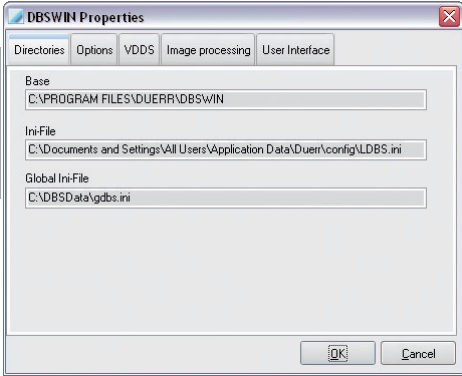 DBSWIN Properties
Directories Options VDDS Image processing User Interface
Base
C:\PROGRAM FILES\DUERR\DBSWIN
Ini-File
C:\Documents and Settings\All Users\Application Data\Duerr\config\LDBS.ini
Global Ini-File
C:\DBSData\gdbs.ini
OK Cancel